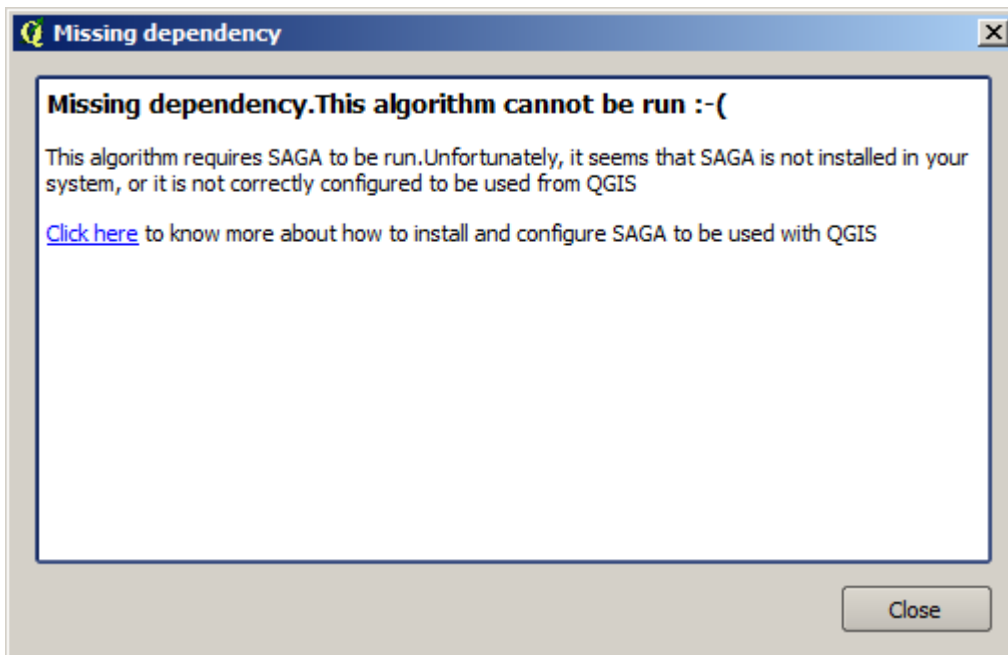 Missing dependency
Missing dependency.This algorithm cannot be run :-(
This algorithm requires SAGA to be run.Unfortunately, it seems that SAGA is not installed in your
system, or it is not correctly configured to be used from QGIS
Click here to know more about how to install and configure SAGA to be used with QGIS
Close